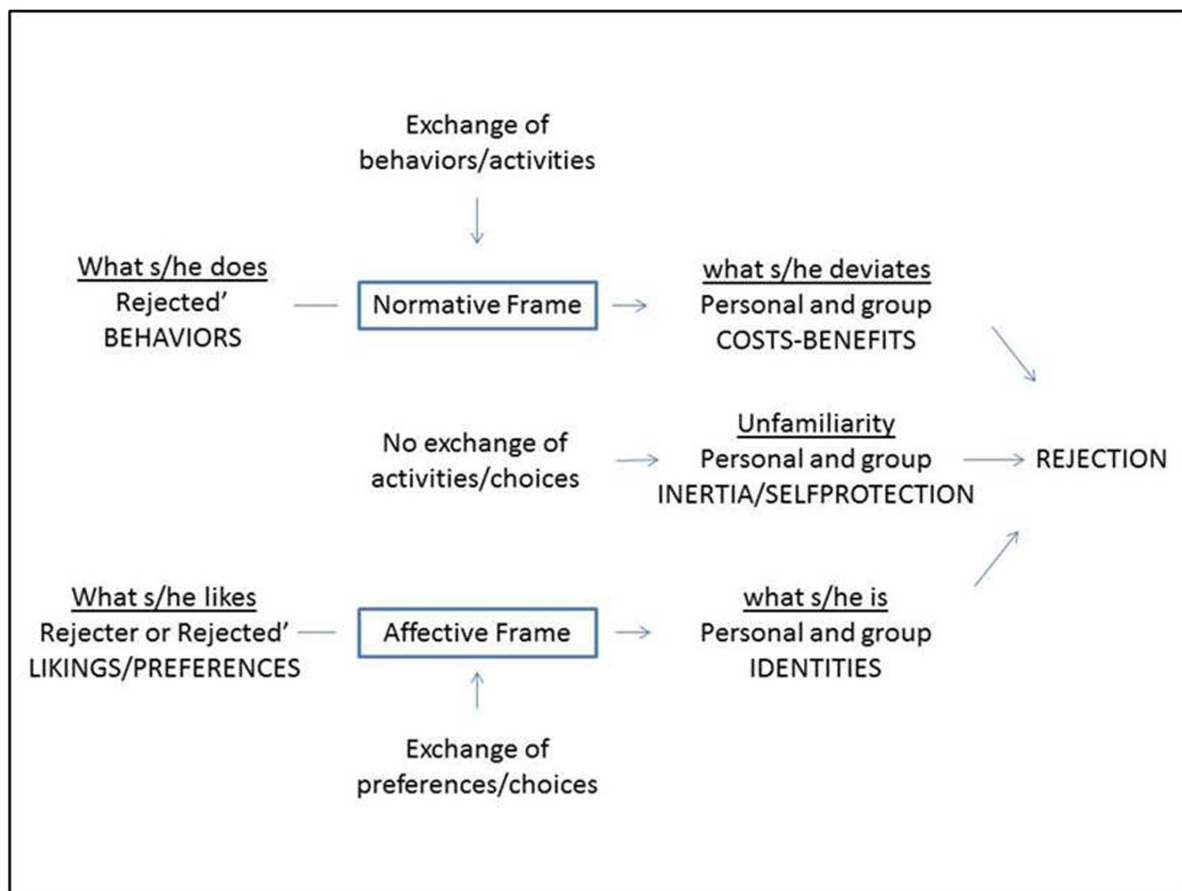 Exchange of
behaviors/activities
What s/he does
Rejected’
BEHAVIORS
Normative Frame
what s/he deviates
Personal and group
COSTS-BENEFITS
No exchange of
activities/choices
Unfamiliarity
Personal and group
INERTIA/SELFPROTECTION
REJECTION
What s/he likes
Rejecter or Rejected’
LIKINGS/PREFERENCES
Affective Frame
what s/he is
Personal and group
IDENTITIES
Exchange of
preferences/choices